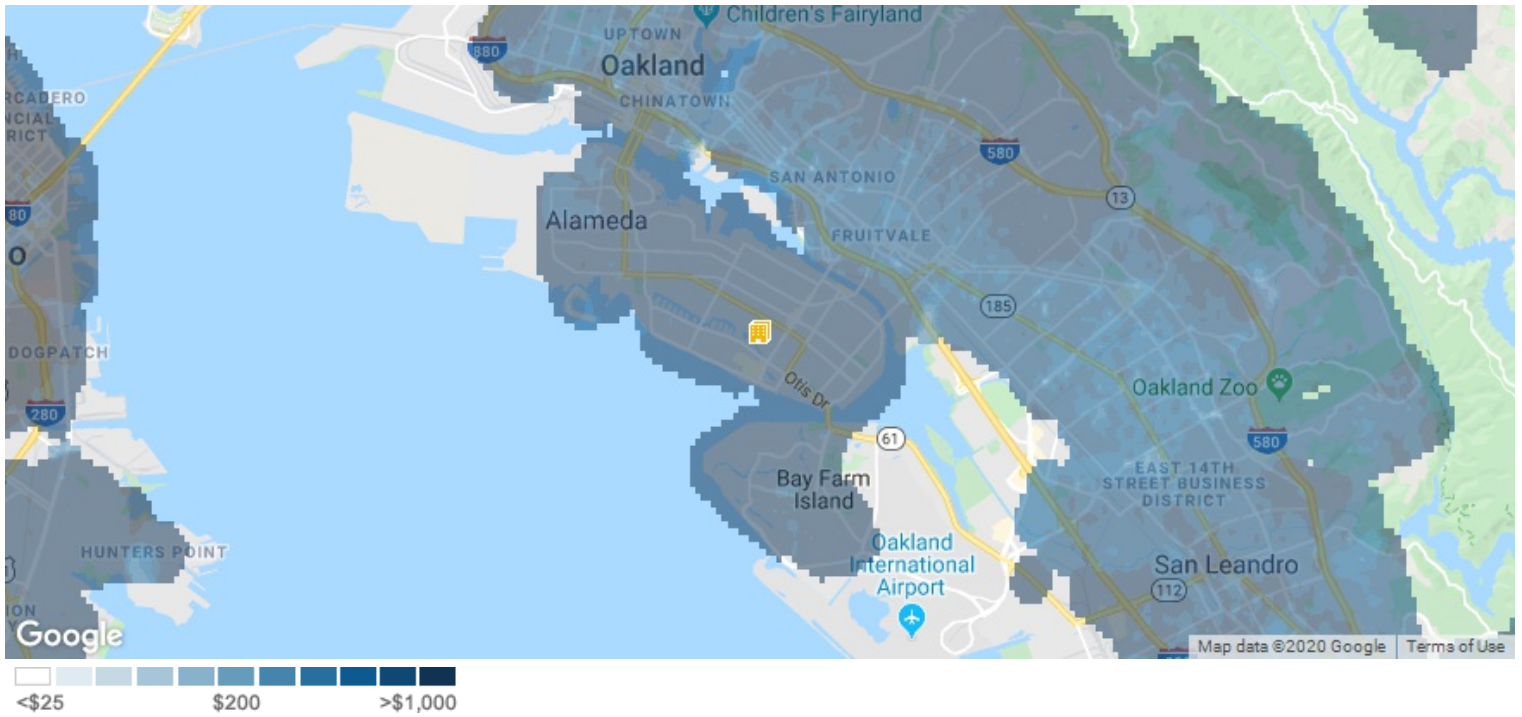 Children's Fairyland
UPTOWN
880
Oakland
RCADERO
NCIAL
RICT
CHINATOWN
580
SAN ANTONIO
13
80
Alameda
FRUITVALE
O
185
DOGPATCH
Otis Dr
Oakland Zoo
280
61
580
Bay Farm
Island
EAST 14TH
STREET BUSINESS
DISTRICT
HUNTERS POINT
Oakland
International
Airport
San Leandro
112
ION
Google
Map data ©2020 Google
Terms of Use
<$25
$200
>$1,000